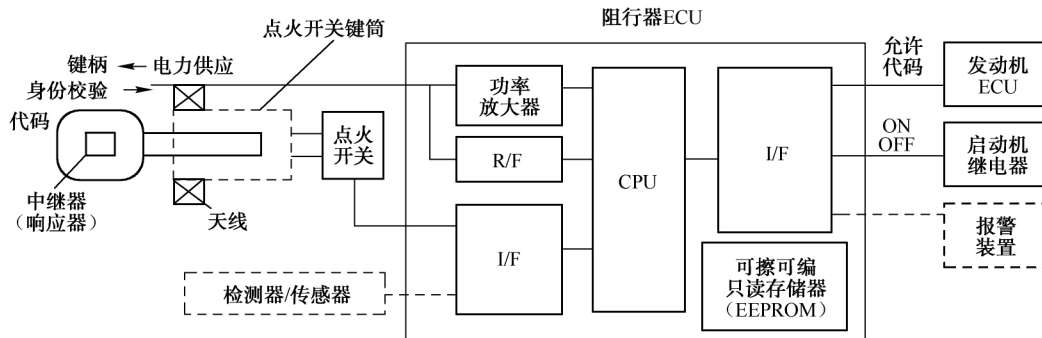 阻行器ECU
点火开关键筒
键柄
电力供应
身份校验
代码
中继器
（响应器）
天线
点火
开关
检测器/传感器
功率
放大器
R/F
I/F
CPU
I/F
可擦可编
只读存储器
（EEPROM）
允许
代码
发动机
ECU
ON
OFF
启动机
继电器
报警
装置